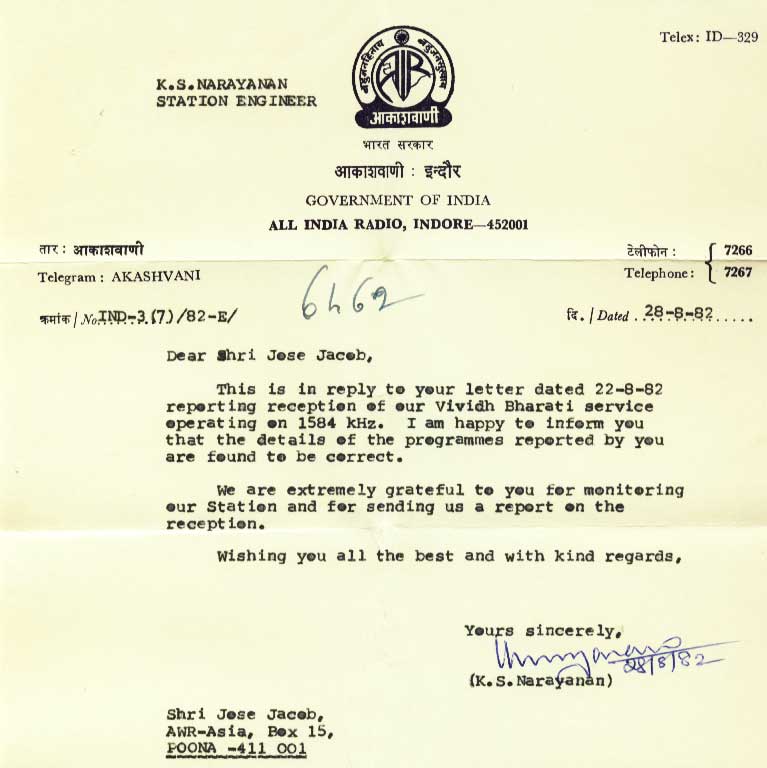 Telex: ID—329
K.S.NARAYANAN
STATION ENGINEER
बहुजनहिताय बहुजनसुखाय
आकाशवाणी
भारत सरकार
आकाशवाणी : इन्दौर
GOVERNMENT OF INDIA
ALL INDIA RADIO, INDORE—452001
तार : आकाशवाणी
टेलीफोन : 7266
Telegram : AKASHVANI
Telephone: 7267
6462
क्रमांक / No. IND-3(7)/82-E/
दि. / Dated 28-8-82
Dear Shri Jose Jacob,
This is in reply to your letter dated 22-8-82
reporting reception of our Vividh Bharati service
operating on 1584 kHz. I am happy to inform you
that the details of the programmes reported by you
are found to be correct.
We are extremely grateful to you for monitoring
our Station and for sending us a report on the
reception.
Wishing you all the best and with kind regards,
Yours sincerely,
28/8/82
(K.S.Narayanan)
Shri Jose Jacob,
AWR-Asia, Box 15,
POONA -411 001